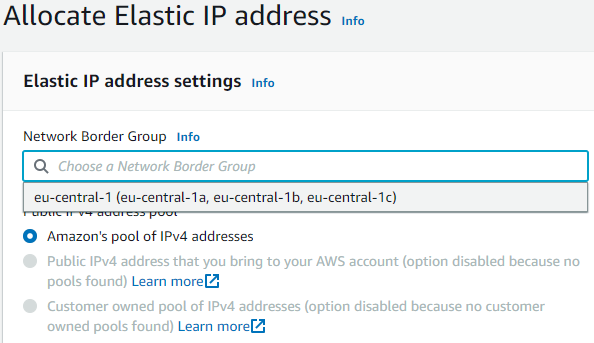 Allocate Elastic IP address Info
Elastic IP address settings Info
Network Border Group Info
Choose a Network Border Group
eu-central-1 (eu-central-1a, eu-central-1b, eu-central-1c)
Public IPv4 address pool
Amazon's pool of IPv4 addresses
Public IPv4 address that you bring to your AWS account (option disabled because no
pools found) Learn more
Customer owned pool of IPv4 addresses (option disabled because no customer
owned pools found) Learn more